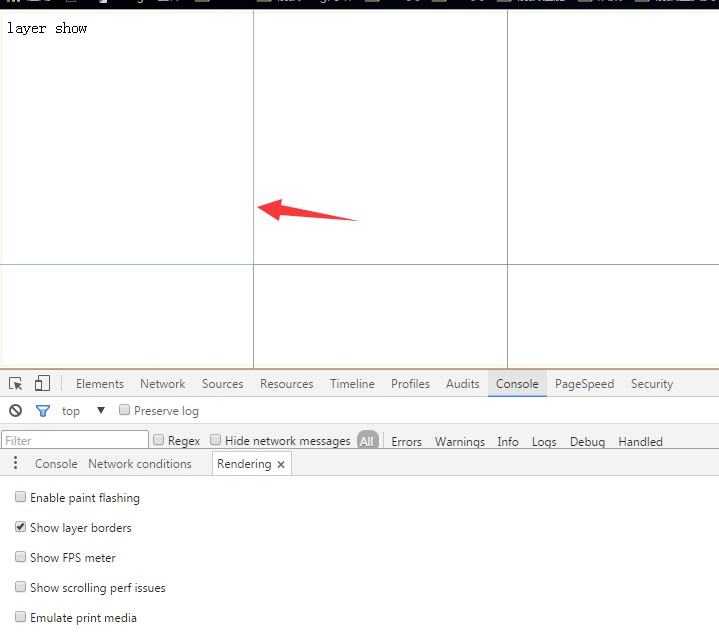 layer show
Elements Network Sources Resources Timeline Profiles Audits Console PageSpeed Security
top ▼ Preserve log
Filter Regex Hide network messages All Errors Warnings Info Logs Debug Handled
Console Network conditions Rendering ×
Enable paint flashing
Show layer borders
Show FPS meter
Show scrolling perf issues
Emulate print media